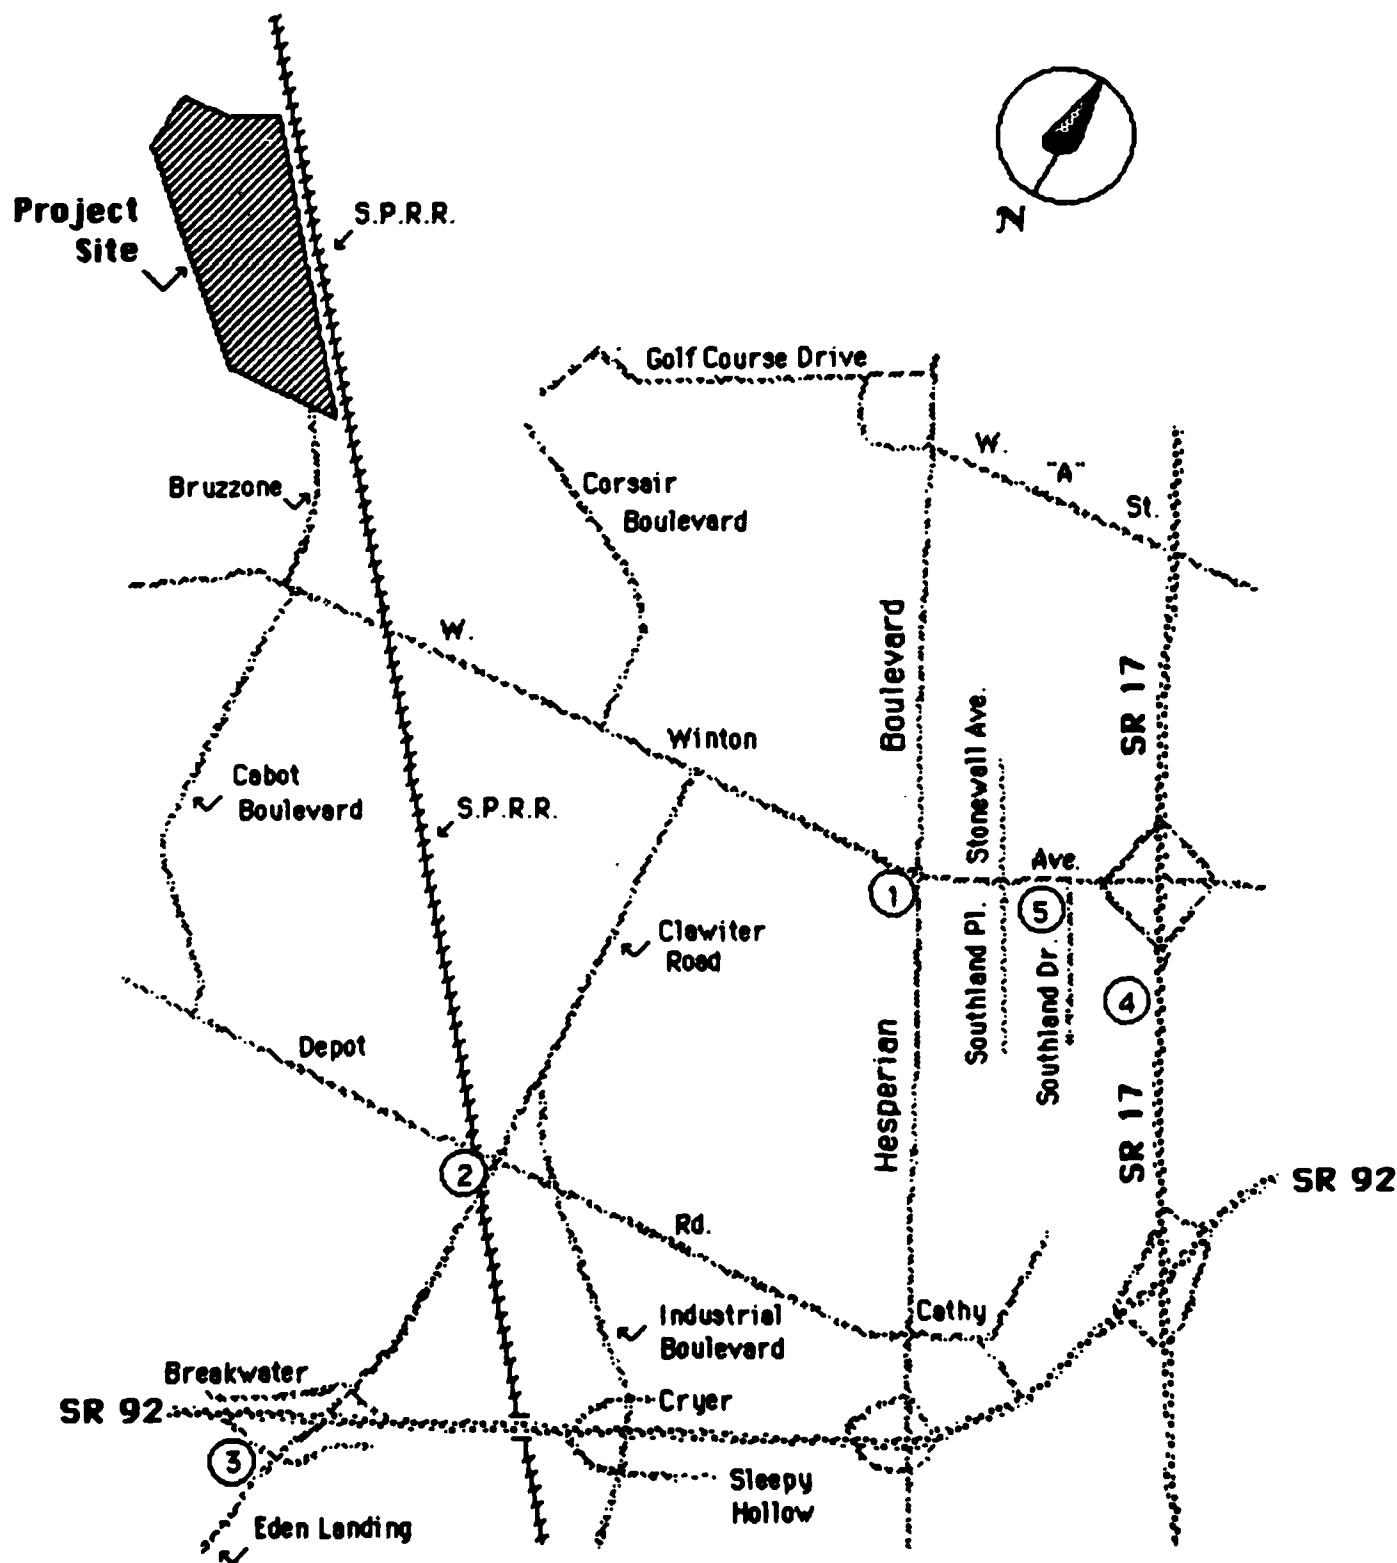 N
Project
Site
S.P.R.R.
Golf Course Drive
W.
"A"
St.
Bruzzone
Corsair
Boulevard
W.
Winton
Ave.
Boulevard
Hesperian
Stonewall Ave.
SR 17
Cabot
Boulevard
S.P.R.R.
1
5
Southland Pl.
Southland Dr.
Clawiter
Road
4
Depot
Rd.
SR 17
2
SR 92
Cathy
Industrial
Boulevard
Breakwater
SR 92
Cryer
3
Sleepy
Hollow
Eden Landing